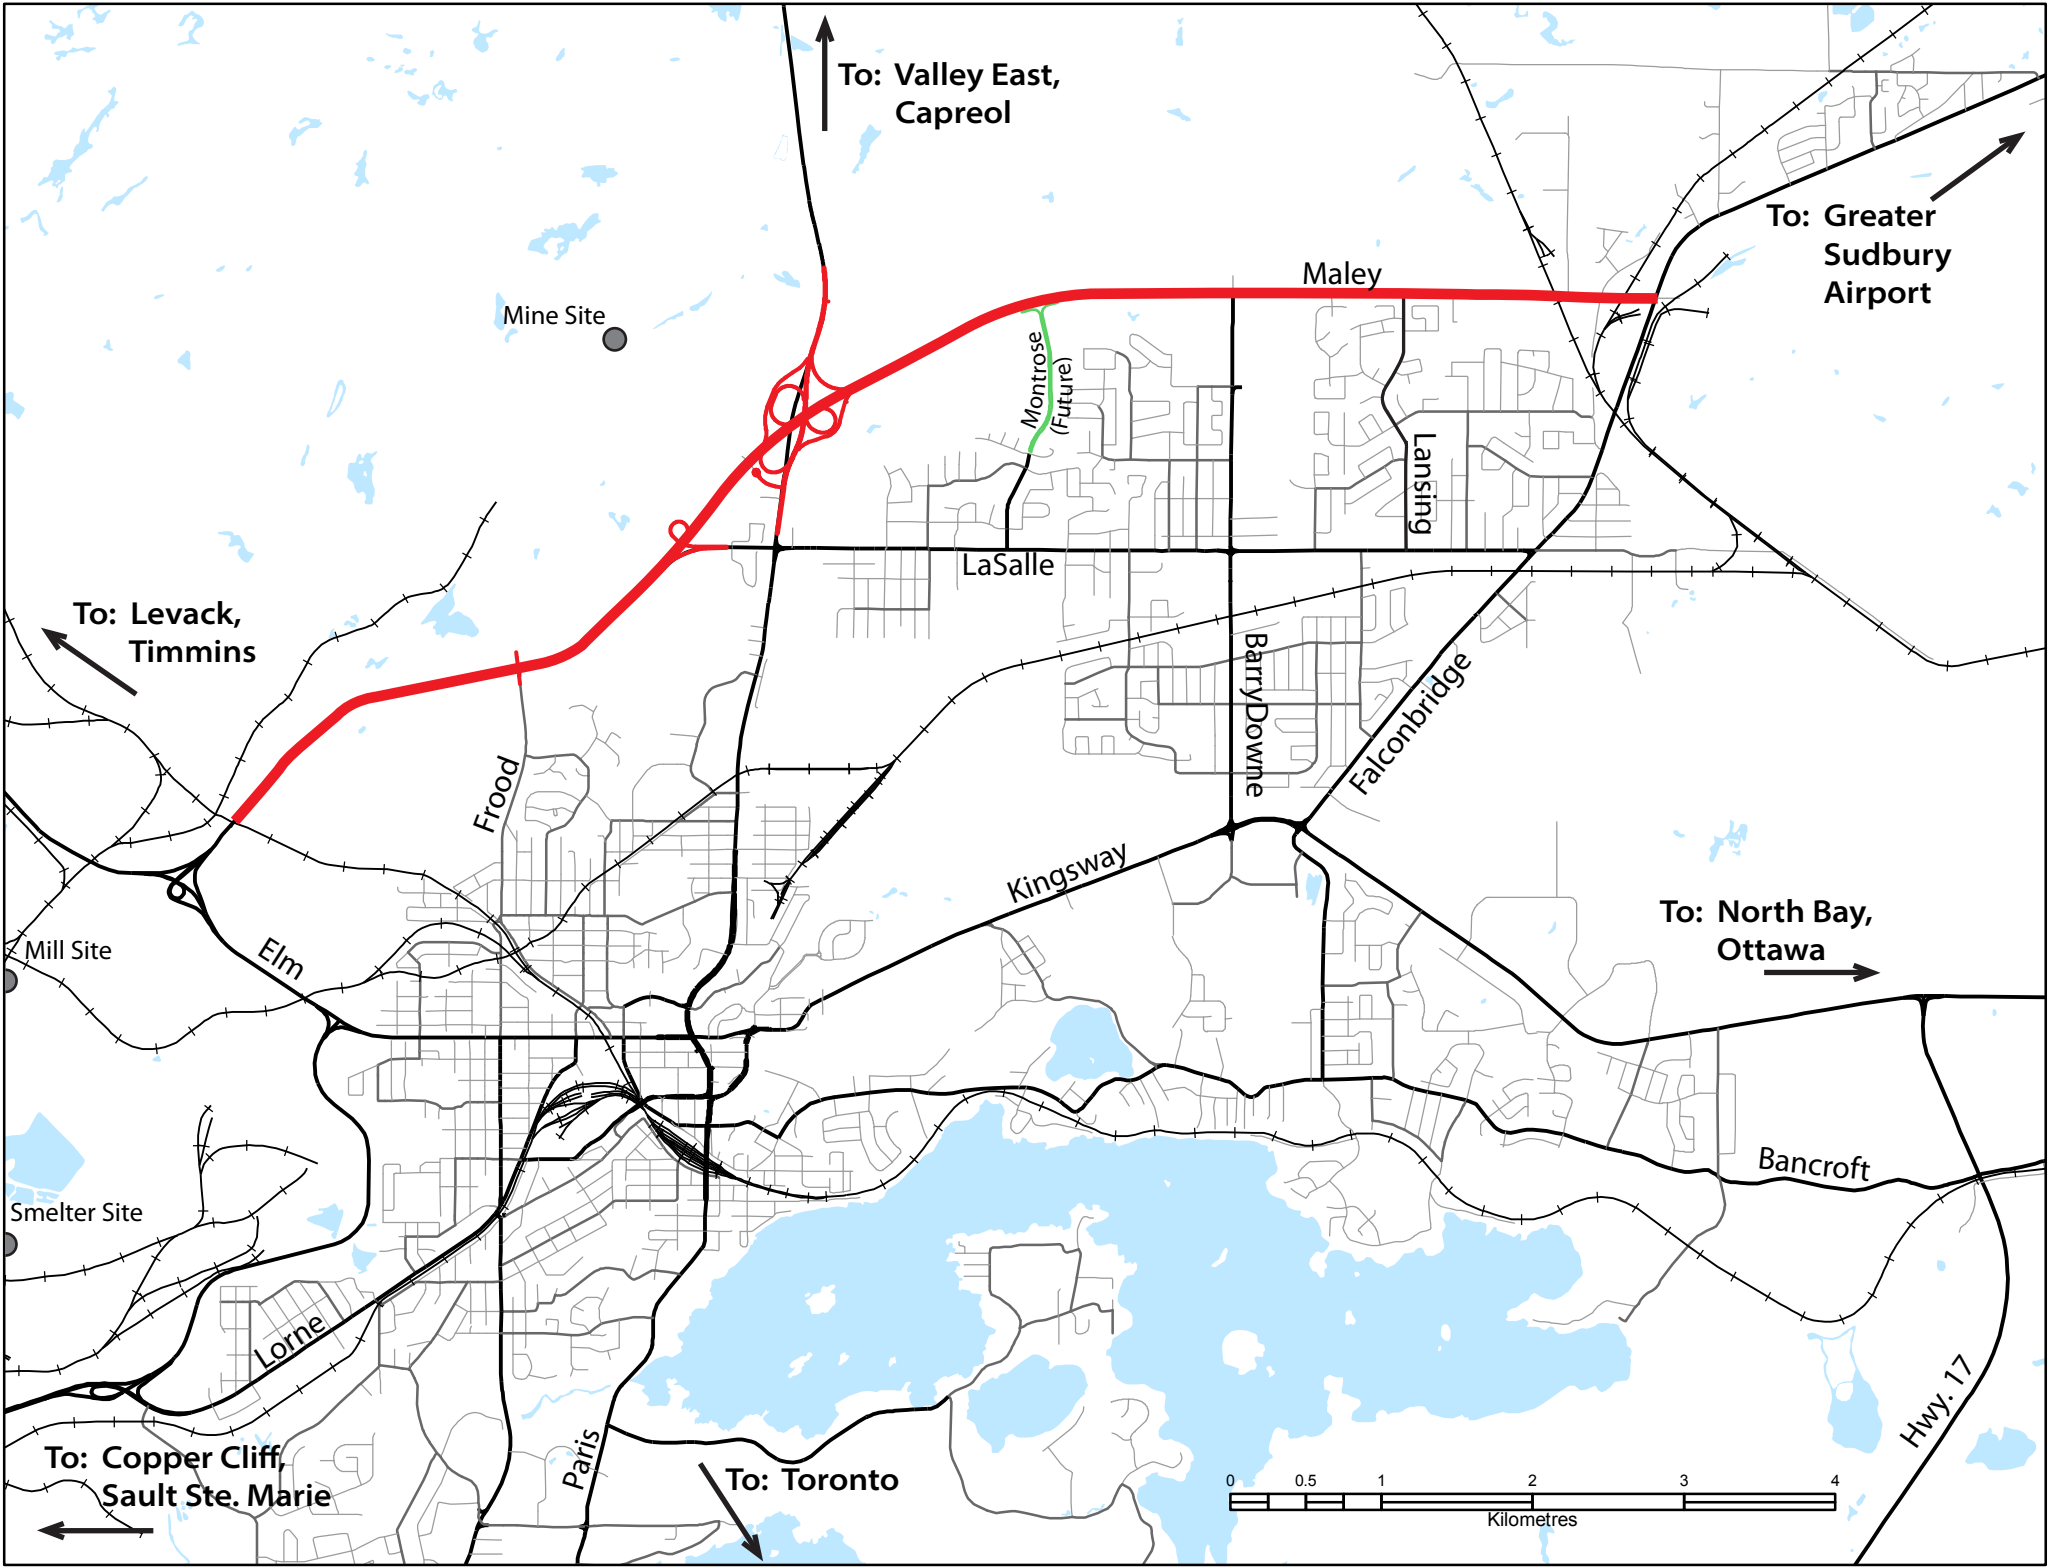 To: Valley East,
Capreol
To: Greater
Sudbury
Airport
Maley
Mine Site
Montrose
(Future)
Lansing
LaSalle
To: Levack,
Timmins
BarryDowne
Falconbridge
Frood
Kingsway
To: North Bay,
Ottawa
Elm
Mill Site
Bancroft
Smelter Site
Lorne
Hwy. 17
Paris
To: Copper Cliff,
Sault Ste. Marie
To: Toronto
0 0.5 1 2 3 4
Kilometres